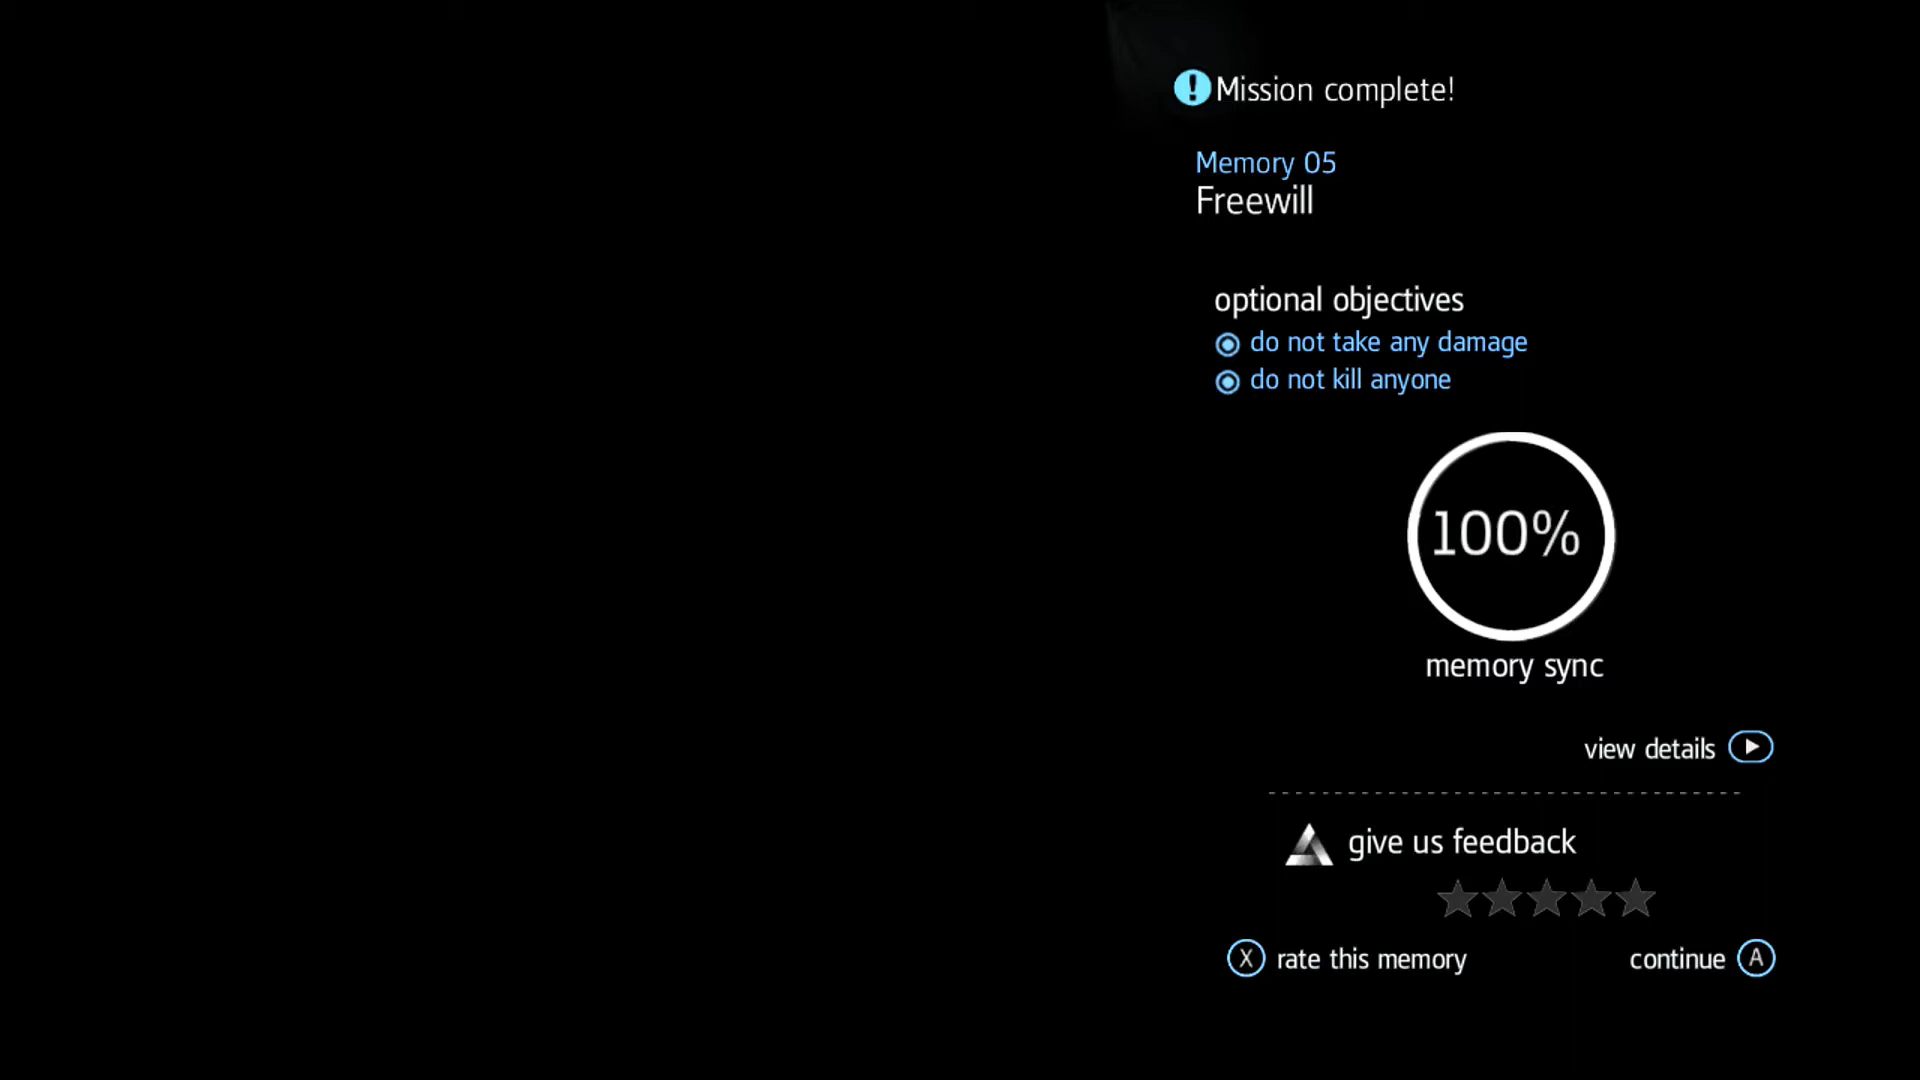 ! Mission complete!
Memory 05
Freewill
optional objectives
do not take any damage
do not kill anyone
100%
memory sync
view details
give us feedback
X rate this memory continue A